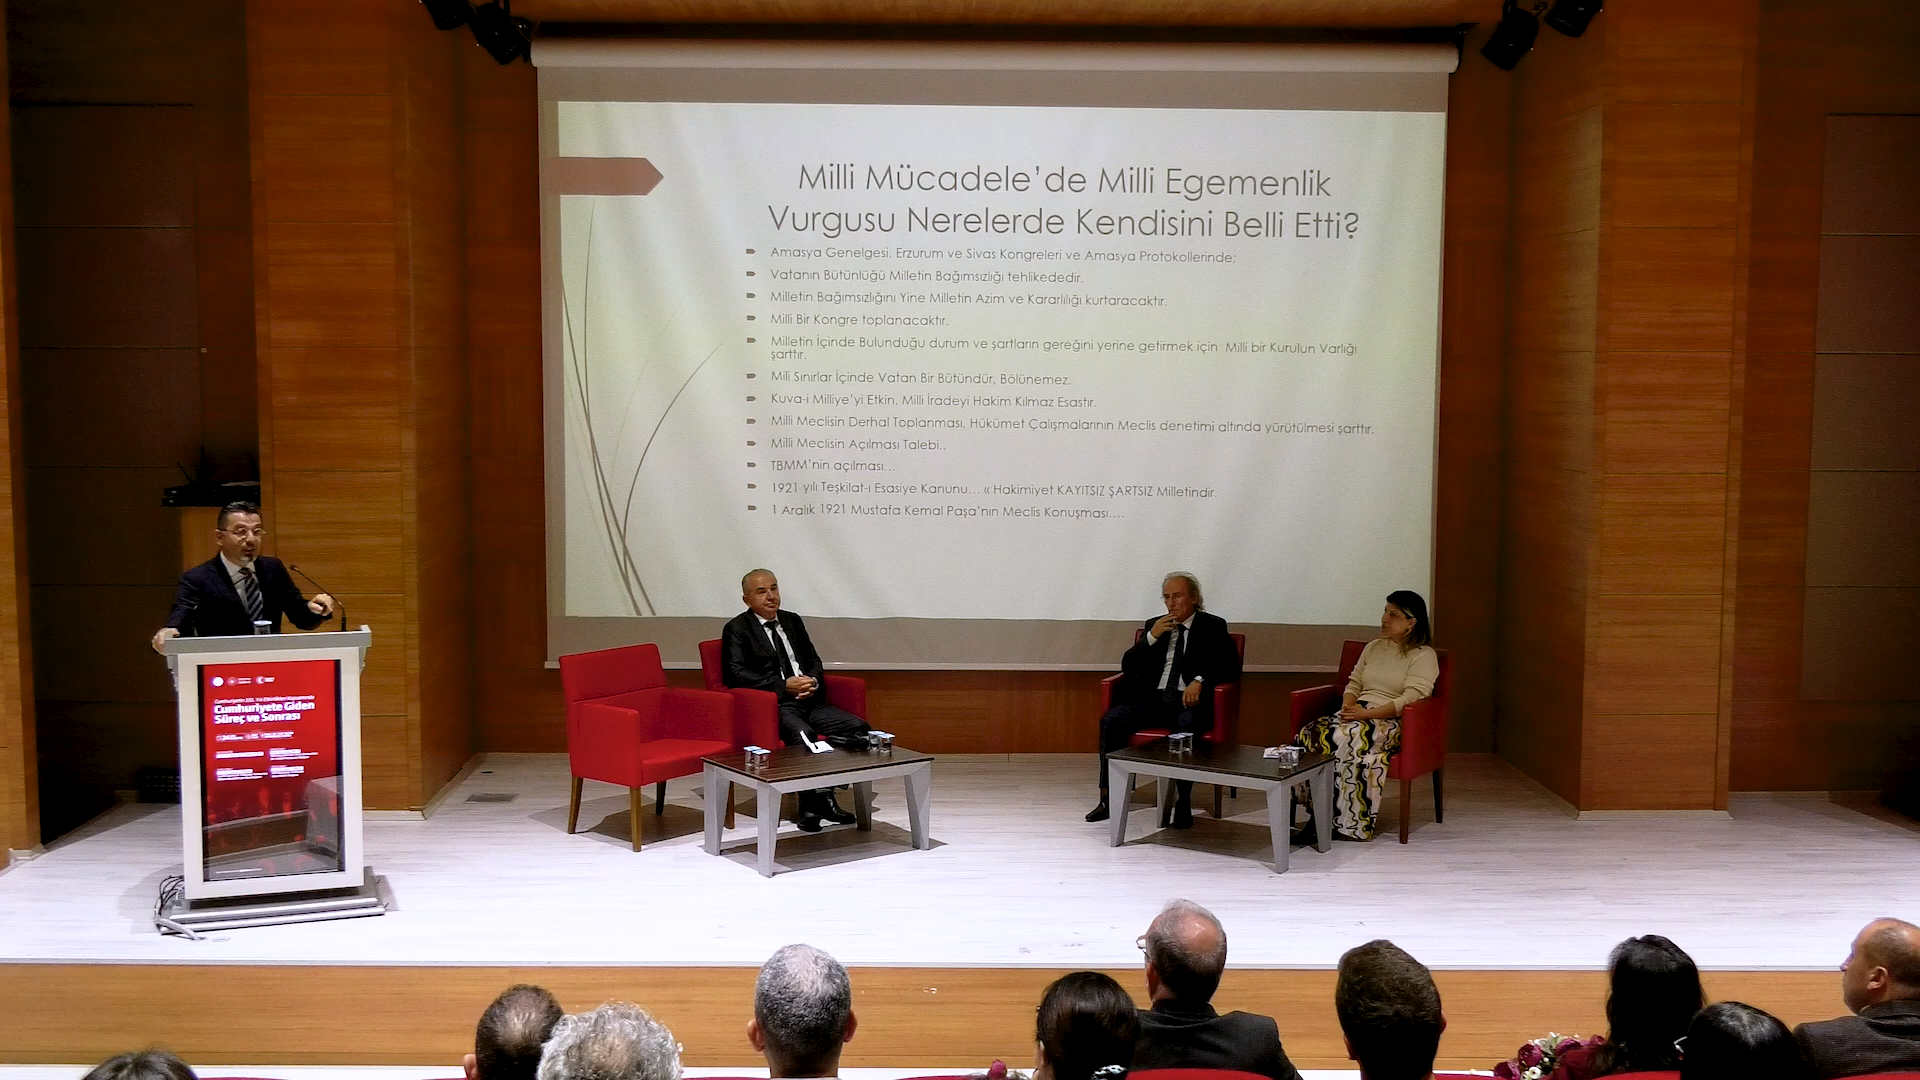 Milli Mücadele'de Milli Egemenlik
Vurgusu Nerelerde Kendisini Belli Etti?
Amasya Genelgesi, Erzurum ve Sivas Kongreleri ve Amasya Protokollerinde;
Vatanın Bütünlüğü Milletin Bağımsızlığı tehlikededir.
Milletin Bağımsızlığını Yine Milletin Azim ve Kararlılığı kurtaracaktır.
Milli Bir Kongre toplanacaktır.
Milletin İçinde Bulunduğu durum ve şartların gereğini yerine getirmek için Milli bir Kurulun Varlığı
şarttır.
Mili Sınırlar İçinde Vatan Bir Bütündür, Bölünemez.
Kuva-i Milliye'yi Etkin, Milli İradeyi Hakim Kılmaz Esastır.
Milli Meclisin Derhal Toplanması, Hükümet Çalışmalarının Meclis denetimi altında yürütülmesi şarttır.
Milli Meclisin Açılması Talebi..
TBMM'nin açılması...
1921 yılı Teşkilat-ı Esasiye Kanunu... « Hakimiyet KAYITSIZ ŞARTSIZ Milletindir.
1 Aralık 1921 Mustafa Kemal Paşa'nın Meclis Konuşması....
Cumhuriyete Giden
Süreç ve Sonrası